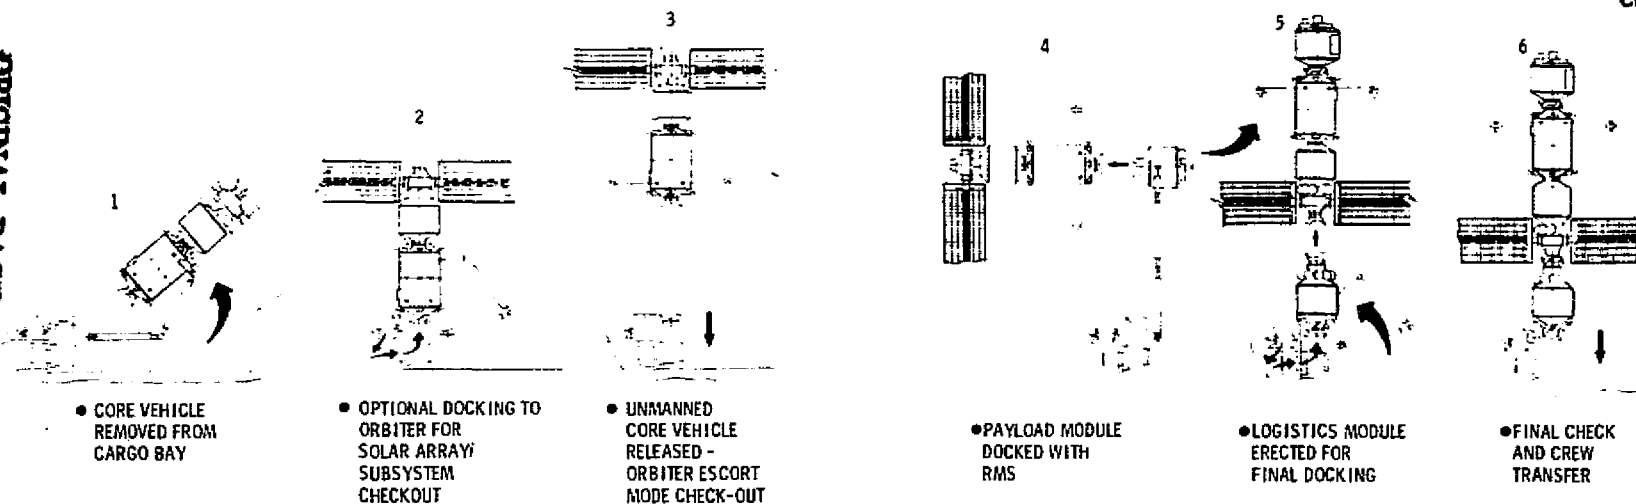 1
2
3
4
5
6
● CORE VEHICLE
REMOVED FROM
CARGO BAY
● OPTIONAL DOCKING TO
ORBITER FOR
SOLAR ARRAY/
SUBSYSTEM
CHECKOUT
● UNMANNED
CORE VEHICLE
RELEASED -
ORBITER ESCORT
MODE CHECK-OUT
●PAYLOAD MODULE
DOCKED WITH
RMS
●LOGISTICS MODULE
ERECTED FOR
FINAL DOCKING
●FINAL CHECK
AND CREW
TRANSFER